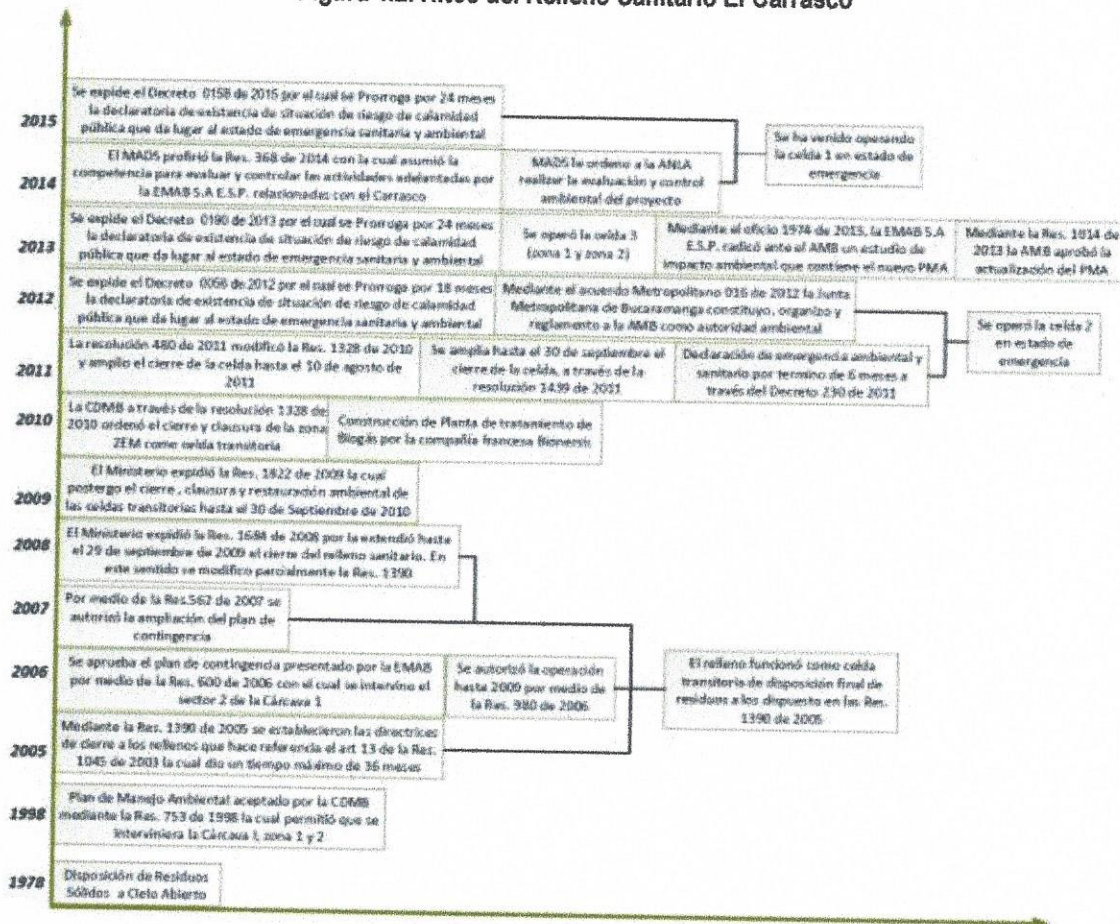 Figura 4.2. Hitos del Relleno Sanitario El Carrasco
2015
Se expide el Decreto 0158 de 2015 por el cual se Prorroga por 24 meses
la declaratoria de existencia de situación de riesgo de calamidad
pública que da lugar al estado de emergencia sanitaria y ambiental
Se ha venido operando
la celda 1 en estado de
emergencia
2014
El MADS profirió la Res. 368 de 2014 con la cual asumió la
competencia para evaluar y controlar las actividades adelantadas por
la EMAB S.A E.S.P. relacionadas con el Carrasco
MADS le ordeno a la ANLA
realizar la evaluación y control
ambiental del proyecto
2013
Se expide el Decreto 0190 de 2013 por el cual se Prorroga por 24 meses
la declaratoria de existencia de situación de riesgo de calamidad
pública que da lugar al estado de emergencia sanitaria y ambiental
Se operó la celda 3
(zona 1 y zona 2)
Mediante el oficio 1974 de 2013, la EMAB S.A
E.S.P. radicó ante el AMB un estudio de
impacto ambiental que contiene el nuevo PMA
Mediante la Res. 1014 de
2013 la AMB aprobó la
actualización del PMA
2012
Se expide el Decreto 0096 de 2012 por el cual se Prorroga por 18 meses
la declaratoria de existencia de situación de riesgo de calamidad
pública que da lugar al estado de emergencia sanitaria y ambiental
Mediante el acuerdo Metropolitano 016 de 2012 la Junta
Metropolitana de Bucaramanga constituyo, organizo y
reglamento a la AMB como autoridad ambiental
Se operó la celda 2
en estado de
emergencia
2011
La resolución 480 de 2011 modificó la Res. 1328 de 2010
y amplio el cierre de la celda hasta el 10 de agosto de
2011
Se amplia hasta el 30 de septiembre el
cierre de la celda, a través de la
resolución 1499 de 2011
Declaración de emergencia ambiental y
sanitario por termino de 6 meses a
través del Decreto 230 de 2011
2010
La CDMB a través de la resolución 1328 de
2010 ordenó el cierre y clausura de la zona
ZEM como celda transitoria
Construcción de Planta de tratamiento de
Biogás por la compañía francesa Bionersis
2009
El Ministerio expidió la Res. 1822 de 2009 la cual
postergo el cierre , clausura y restauración ambiental de
las celdas transitorias hasta el 30 de Septiembre de 2010
2008
El Ministerio expidió la Res. 1684 de 2008 por la extendió hasta
el 29 de septiembre de 2009 el cierre del relleno sanitario. En
este sentido se modifico parcialmente la Res. 1390
2007
Por medio de la Res.562 de 2007 se
autorizó la ampliación del plan de
contingencia
2006
Se aprueba el plan de contingencia presentado por la EMAB
por medio de la Res. 600 de 2006 con el cual se intervino el
sector 2 de la Cárcava 1
Se autorizó la operación
hasta 2009 por medio de
la Res. 980 de 2006
El relleno funcionó como celda
transitoria de disposición final de
residuos a los dispuesto en las Res.
1390 de 2005
2005
Mediante la Res. 1390 de 2005 se establecieron las directrices
de cierre a los rellenos que hace referencia el art 13 de la Res.
1045 de 2003 la cual dio un tiempo máximo de 36 meses
1998
Plan de Manejo Ambiental aceptado por la CDMB
mediante la Res. 753 de 1998 la cual permitió que se
interviniera la Cárcava I, zona 1 y 2
1978
Disposición de Residuos
Sólidos a Cielo Abierto